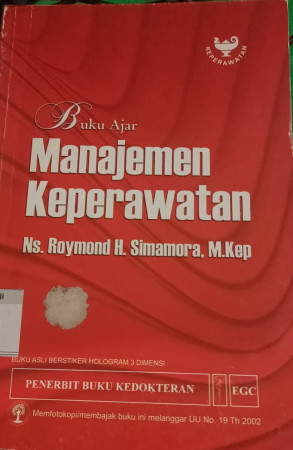 KEPERAWATAN
Buku Ajar
Manajemen
Keperawatan
Ns. Roymond H. Simamora, M.Kep
BUKU ASLI BERSTIKER HOLOGRAM 3 DIMENSI
PENERBIT BUKU KEDOKTERAN
EGC
Memfotokopi/membajak buku ini melanggar UU No. 19 Th 2002